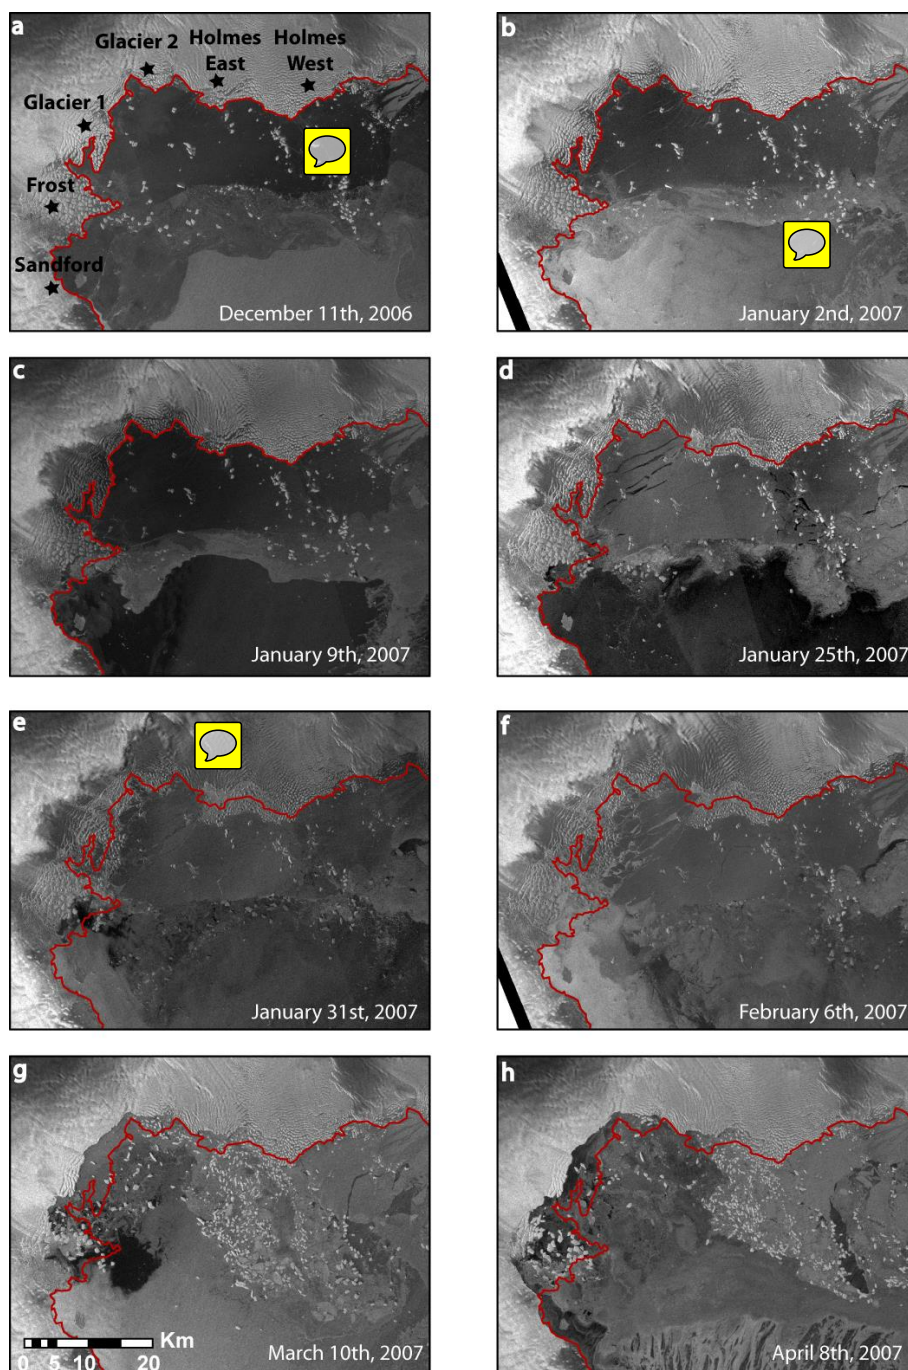 a
Glacier 2
Holmes
East
Holmes
West
Glacier 1
Frost
Sandford
December 11th, 2006
b
January 2nd, 2007
c
January 9th, 2007
d
January 25th, 2007
e
January 31st, 2007
f
February 6th, 2007
g
Km
0 5 10 20
March 10th, 2007
h
April 8th, 2007